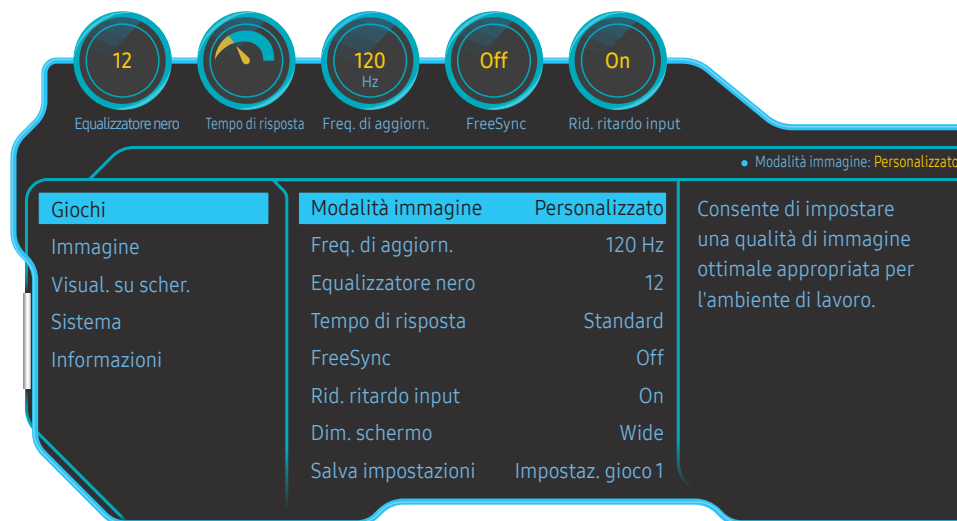 12
120
Hz
Off
On
Equalizzatore nero
Tempo di risposta
Freq. di aggiorn.
FreeSync
Rid. ritardo input
• Modalità immagine: Personalizzato
Giochi
Immagine
Visual. su scher.
Sistema
Informazioni
Modalità immagine Personalizzato
Freq. di aggiorn. 120 Hz
Equalizzatore nero 12
Tempo di risposta Standard
FreeSync Off
Rid. ritardo input On
Dim. schermo Wide
Salva impostazioni Impostaz. gioco 1
Consente di impostare
una qualità di immagine
ottimale appropriata per
l'ambiente di lavoro.